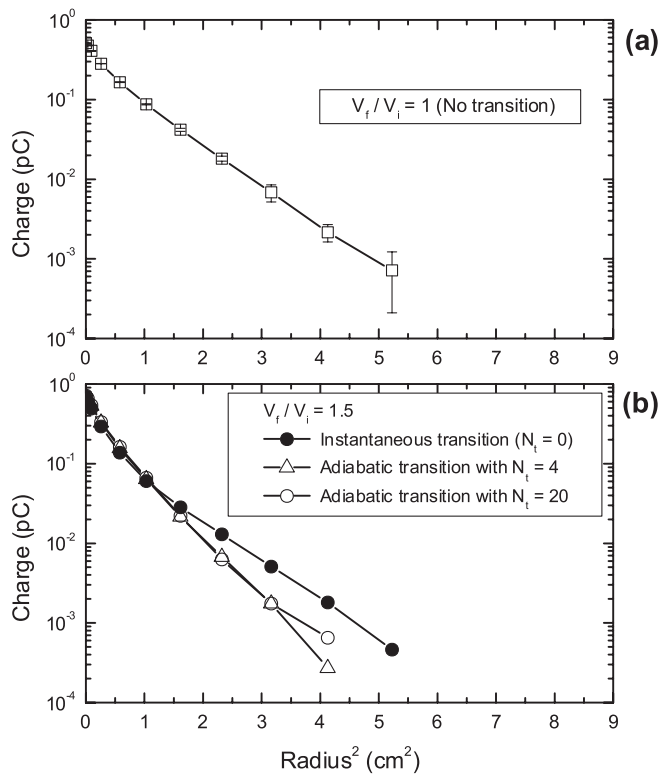 (a)
10^0
10^-1
10^-2
10^-3
10^-4
Charge (pC)
V_f / V_i = 1 (No transition)
0 1 2 3 4 5 6 7 8 9
(b)
10^0
10^-1
10^-2
10^-3
10^-4
Charge (pC)
V_f / V_i = 1.5
Instantaneous transition (N_t = 0)
Adiabatic transition with N_t = 4
Adiabatic transition with N_t = 20
0 1 2 3 4 5 6 7 8 9
Radius^2 (cm^2)